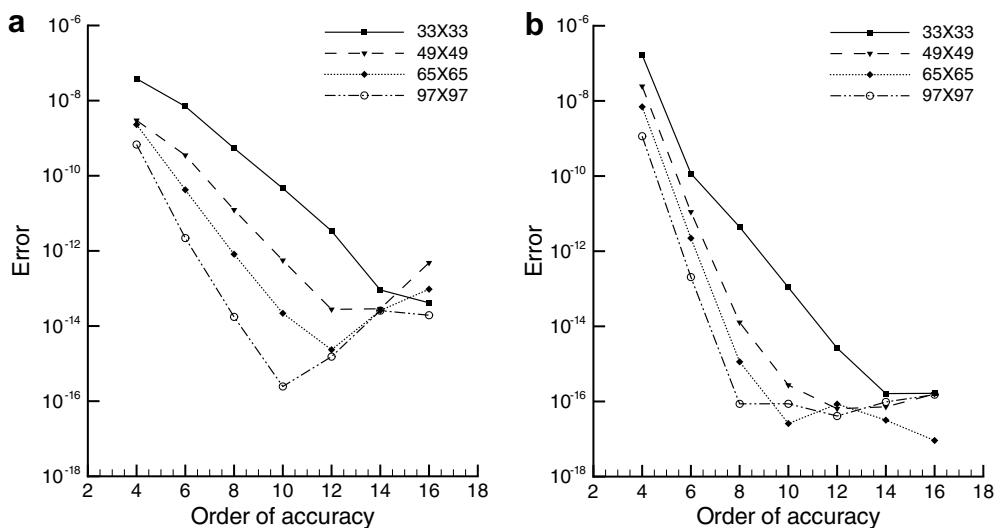 a
33X33
49X49
65X65
97X97
10-6
10-8
10-10
10-12
10-14
10-16
10-18
Error
2 4 6 8 10 12 14 16 18
Order of accuracy
b
33X33
49X49
65X65
97X97
10-6
10-8
10-10
10-12
10-14
10-16
10-18
Error
2 4 6 8 10 12 14 16 18
Order of accuracy